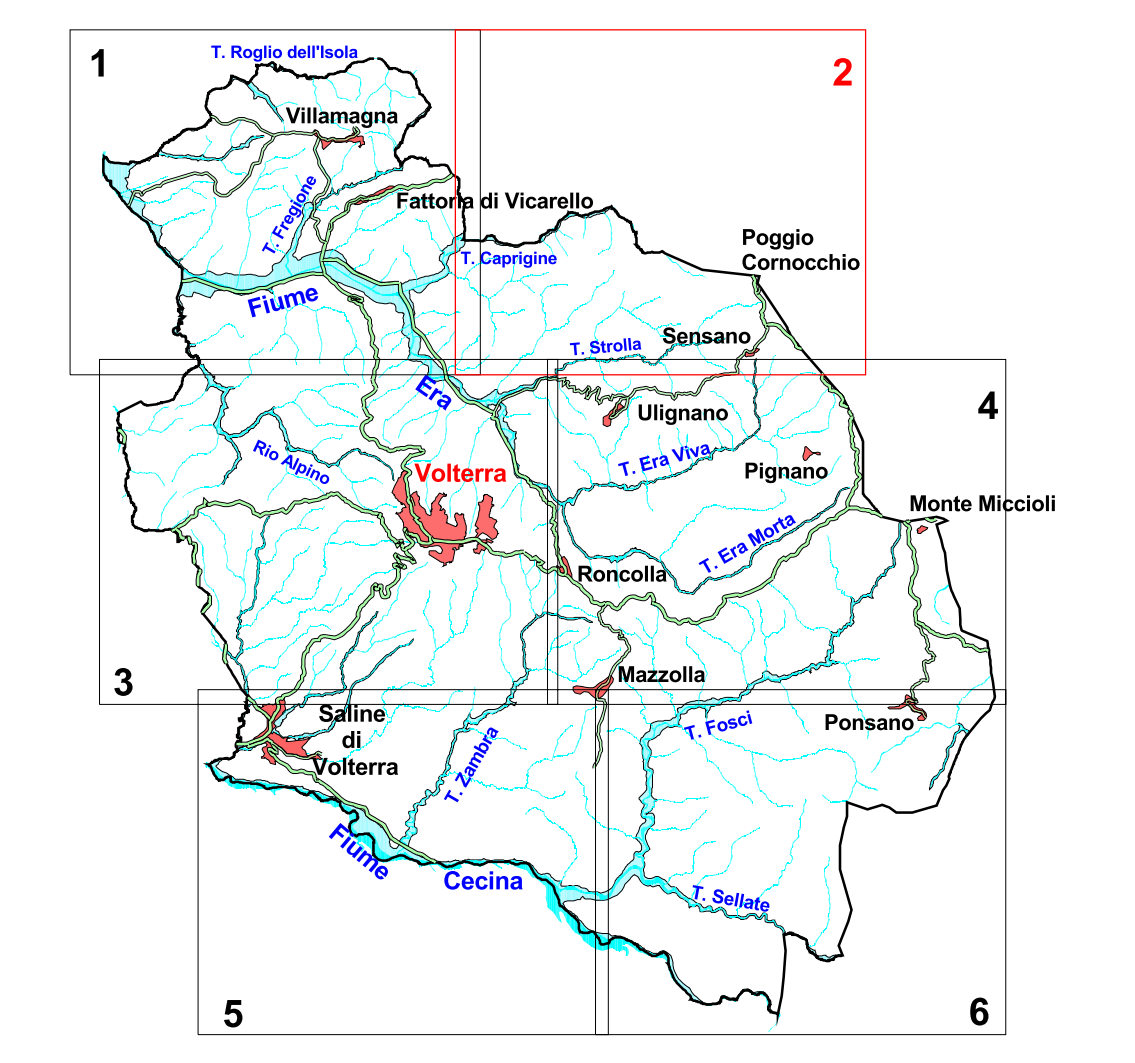 1
T. Roglio dell'Isola
2
Villamagna
T. Fregione
Fattoria di Vicarello
Poggio
Cornocchio
T. Caprigine
Fiume
Sensano
T. Strolla
Era
4
Ulignano
T. Era Viva
Pignano
Rio Alpino
Volterra
Monte Miccioli
T. Era Morta
Roncolla
3
Mazzolla
Saline
di
Volterra
T. Fosci
Ponsano
T. Zambra
Fiume
Cecina
T. Sellate
5
6